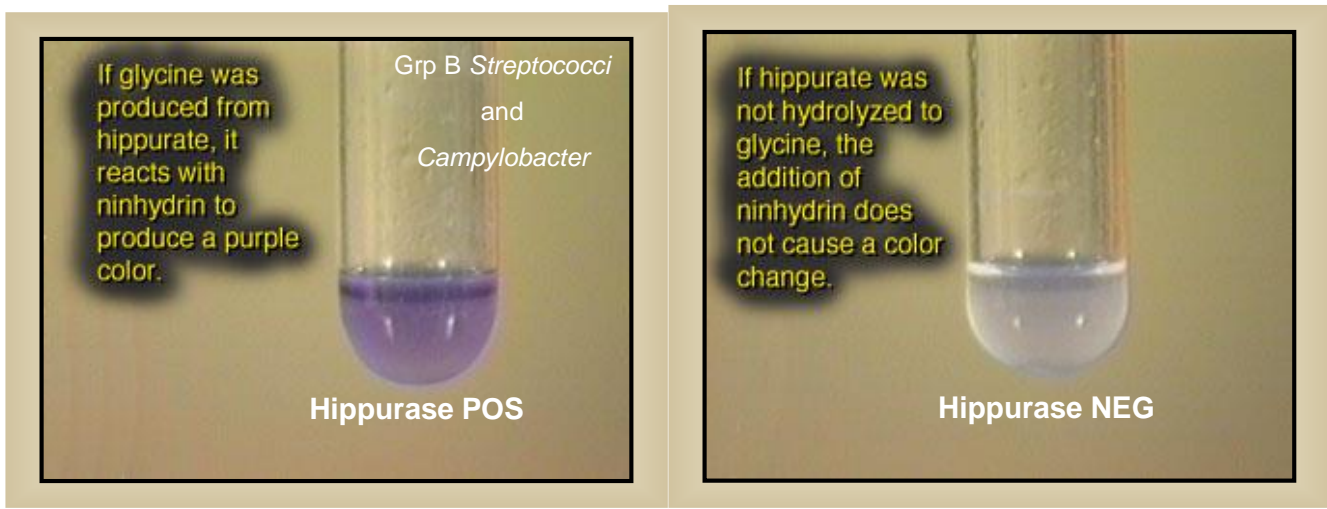 If glycine was
produced from
hippurate, it
reacts with
ninhydrin to
produce a purple
color.
Grp B Streptococci
and
Campylobacter
Hippurase POS
If hippurate was
not hydrolyzed to
glycine, the
addition of
ninhydrin does
not cause a color
change.
Hippurase NEG